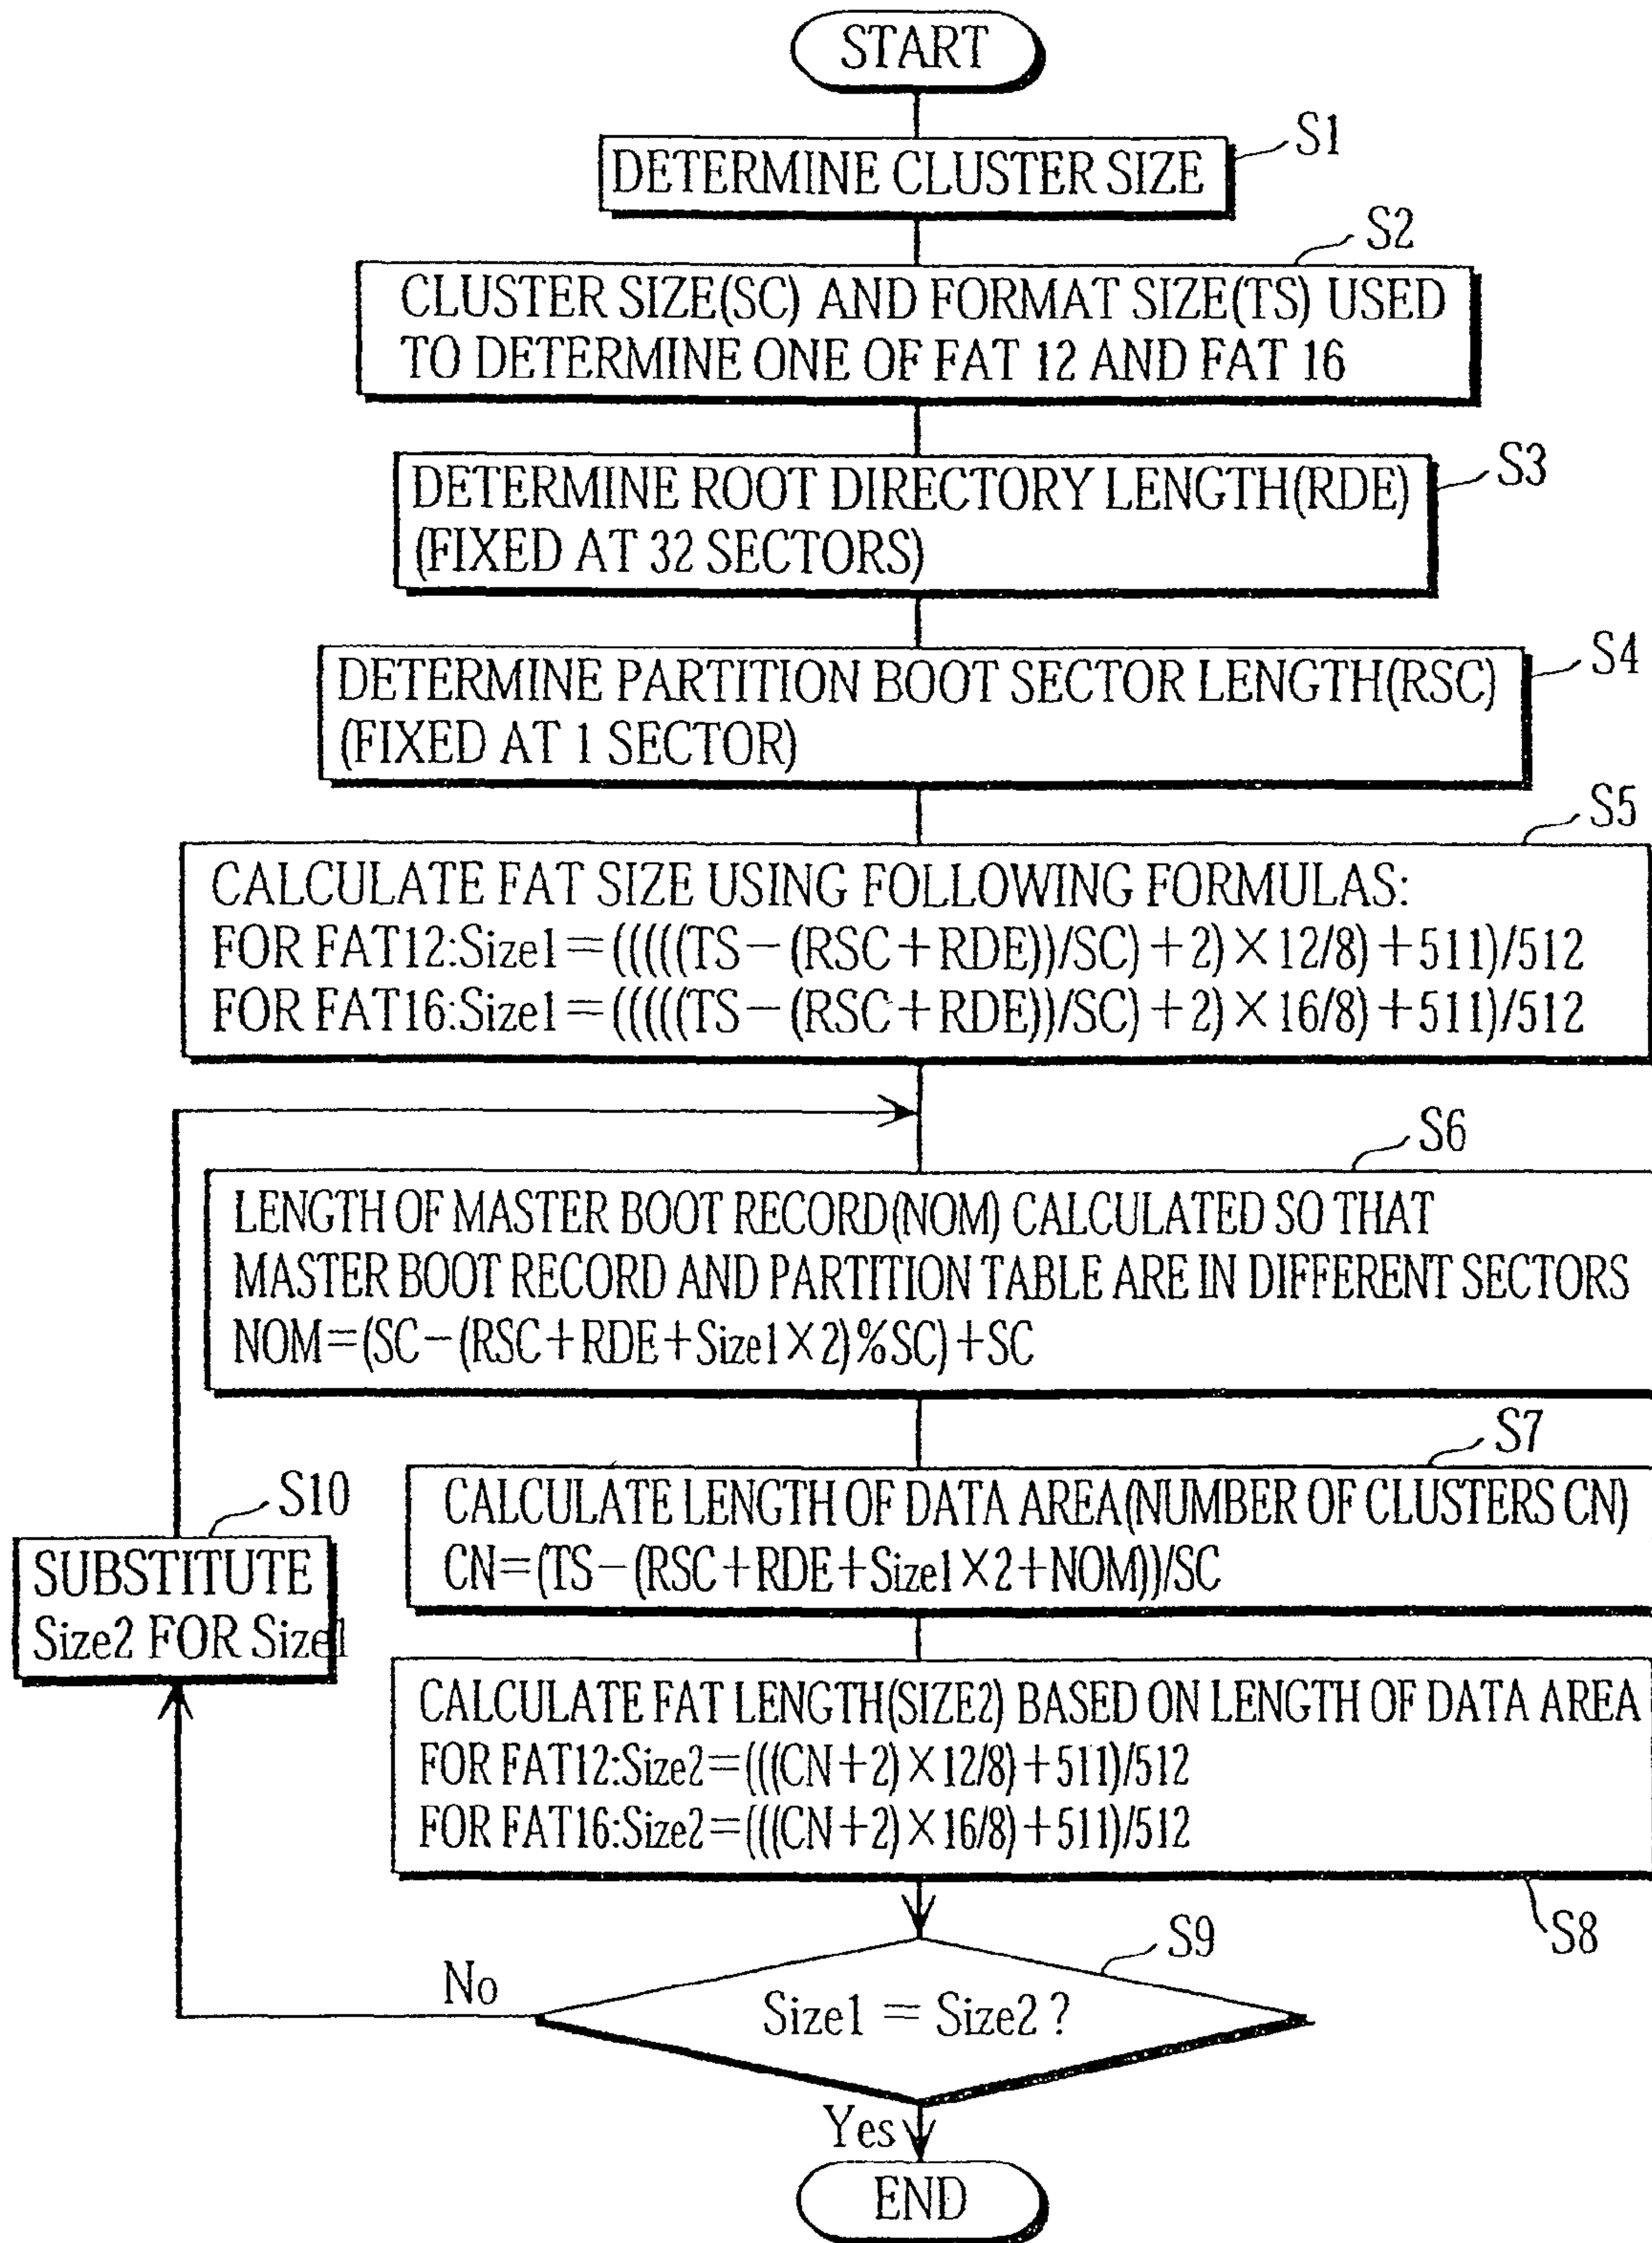 START
S1
DETERMINE CLUSTER SIZE
S2
CLUSTER SIZE(SC) AND FORMAT SIZE(TS) USED
TO DETERMINE ONE OF FAT 12 AND FAT 16
S3
DETERMINE ROOT DIRECTORY LENGTH(RDE)
(FIXED AT 32 SECTORS)
S4
DETERMINE PARTITION BOOT SECTOR LENGTH(RSC)
(FIXED AT 1 SECTOR)
S5
CALCULATE FAT SIZE USING FOLLOWING FORMULAS:
FOR FAT12:Size1=(((((TS-(RSC+RDE))/SC)+2)×12/8)+511)/512
FOR FAT16:Size1=(((((TS-(RSC+RDE))/SC)+2)×16/8)+511)/512
S6
LENGTH OF MASTER BOOT RECORD(NOM) CALCULATED SO THAT
MASTER BOOT RECORD AND PARTITION TABLE ARE IN DIFFERENT SECTORS
NOM=(SC-(RSC+RDE+Size1×2)%SC)+SC
S7
CALCULATE LENGTH OF DATA AREA(NUMBER OF CLUSTERS CN)
CN=(TS-(RSC+RDE+Size1×2+NOM))/SC
S10
SUBSTITUTE
Size2 FOR Size1
CALCULATE FAT LENGTH(SIZE2) BASED ON LENGTH OF DATA AREA
FOR FAT12:Size2=(((CN+2)×12/8)+511)/512
FOR FAT16:Size2=(((CN+2)×16/8)+511)/512
S8
S9
No
Size1 = Size2 ?
Yes
END